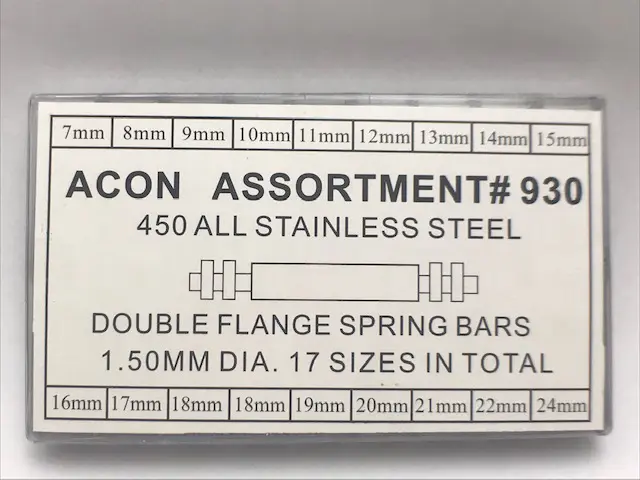 7mm 8mm 9mm 10mm 11mm 12mm 13mm 14mm 15mm
ACON ASSORTMENT# 930
450 ALL STAINLESS STEEL
DOUBLE FLANGE SPRING BARS
1.50MM DIA. 17 SIZES IN TOTAL
16mm 17mm 18mm 18mm 19mm 20mm 21mm 22mm 24mm